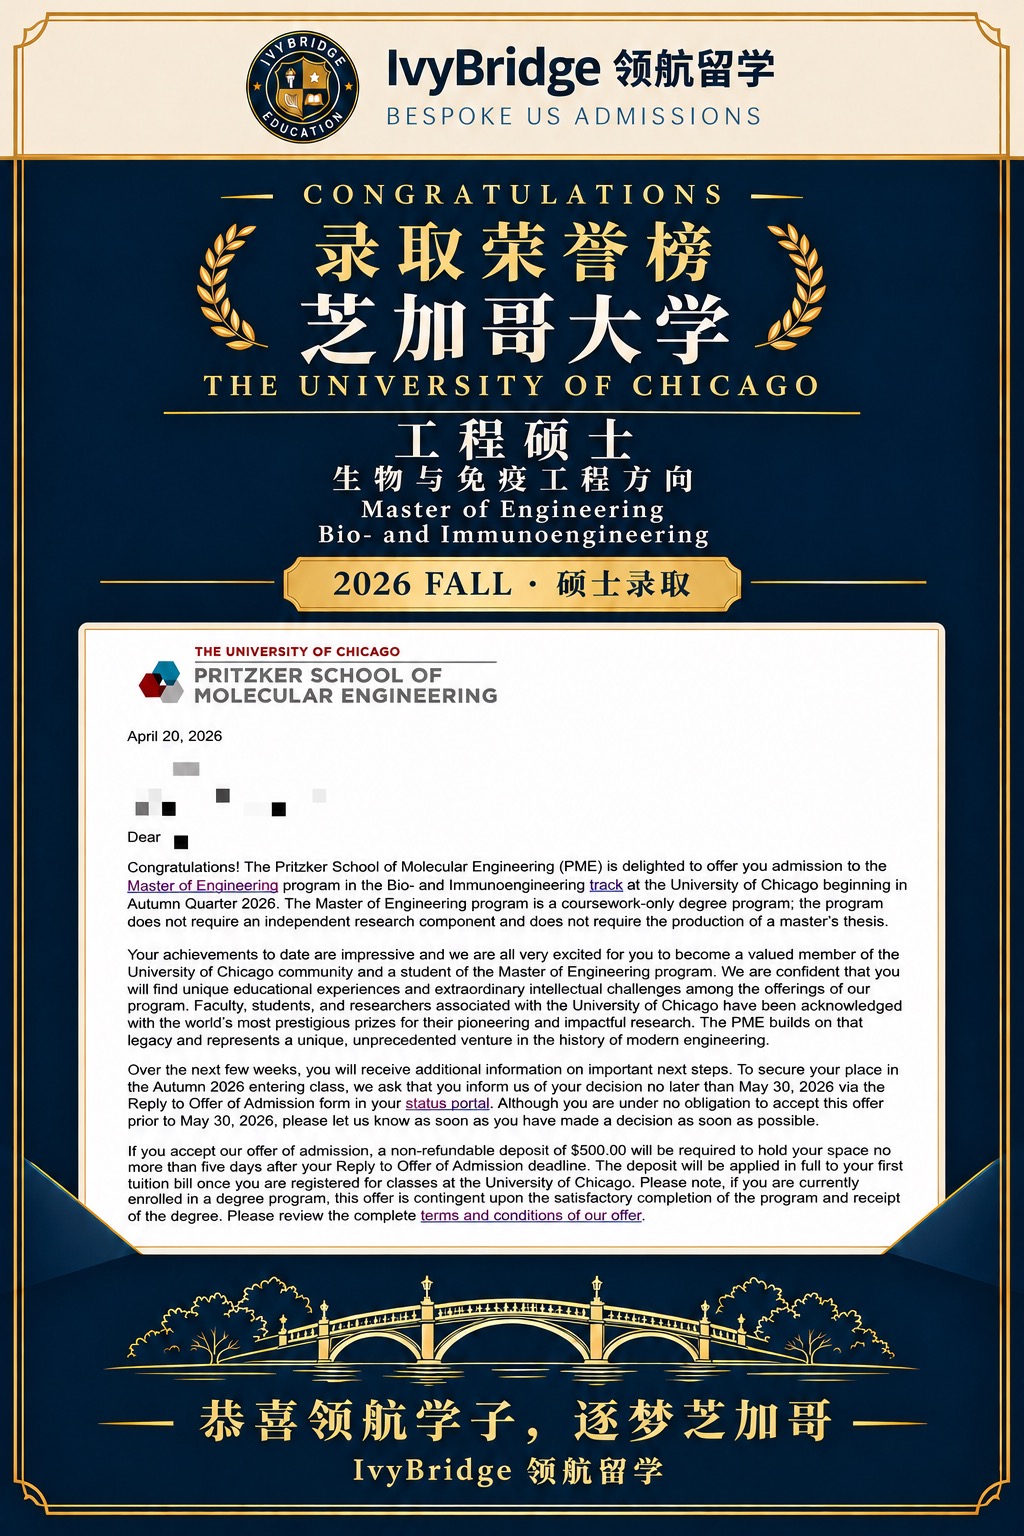 IVYBRIDGE
EDUCATION
IvyBridge 领航留学
BESPOKE US ADMISSIONS
CONGRATULATIONS
录取荣誉榜
芝加哥大学
THE UNIVERSITY OF CHICAGO
工程硕士
生物与免疫工程方向
Master of Engineering
Bio- and Immunoengineering
2026 FALL · 硕士录取
THE UNIVERSITY OF CHICAGO
PRITZKER SCHOOL OF
MOLECULAR ENGINEERING
April 20, 2026
Dear
Congratulations! The Pritzker School of Molecular Engineering (PME) is delighted to offer you admission to the
Master of Engineering program in the Bio- and Immunoengineering track at the University of Chicago beginning in
Autumn Quarter 2026. The Master of Engineering program is a coursework-only degree program; the program
does not require an independent research component and does not require the production of a master's thesis.
Your achievements to date are impressive and we are all very excited for you to become a valued member of the
University of Chicago community and a student of the Master of Engineering program. We are confident that you
will find unique educational experiences and extraordinary intellectual challenges among the offerings of our
program. Faculty, students, and researchers associated with the University of Chicago have been acknowledged
with the world's most prestigious prizes for their pioneering and impactful research. The PME builds on that
legacy and represents a unique, unprecedented venture in the history of modern engineering.
Over the next few weeks, you will receive additional information on important next steps. To secure your place in
the Autumn 2026 entering class, we ask that you inform us of your decision no later than May 30, 2026 via the
Reply to Offer of Admission form in your status portal. Although you are under no obligation to accept this offer
prior to May 30, 2026, please let us know as soon as you have made a decision as soon as possible.
If you accept our offer of admission, a non-refundable deposit of $500.00 will be required to hold your space no
more than five days after your Reply to Offer of Admission deadline. The deposit will be applied in full to your first
tuition bill once you are registered for classes at the University of Chicago. Please note, if you are currently
enrolled in a degree program, this offer is contingent upon the satisfactory completion of the program and receipt
of the degree. Please review the complete terms and conditions of our offer.
恭喜领航学子，逐梦芝加哥
IvyBridge 领航留学